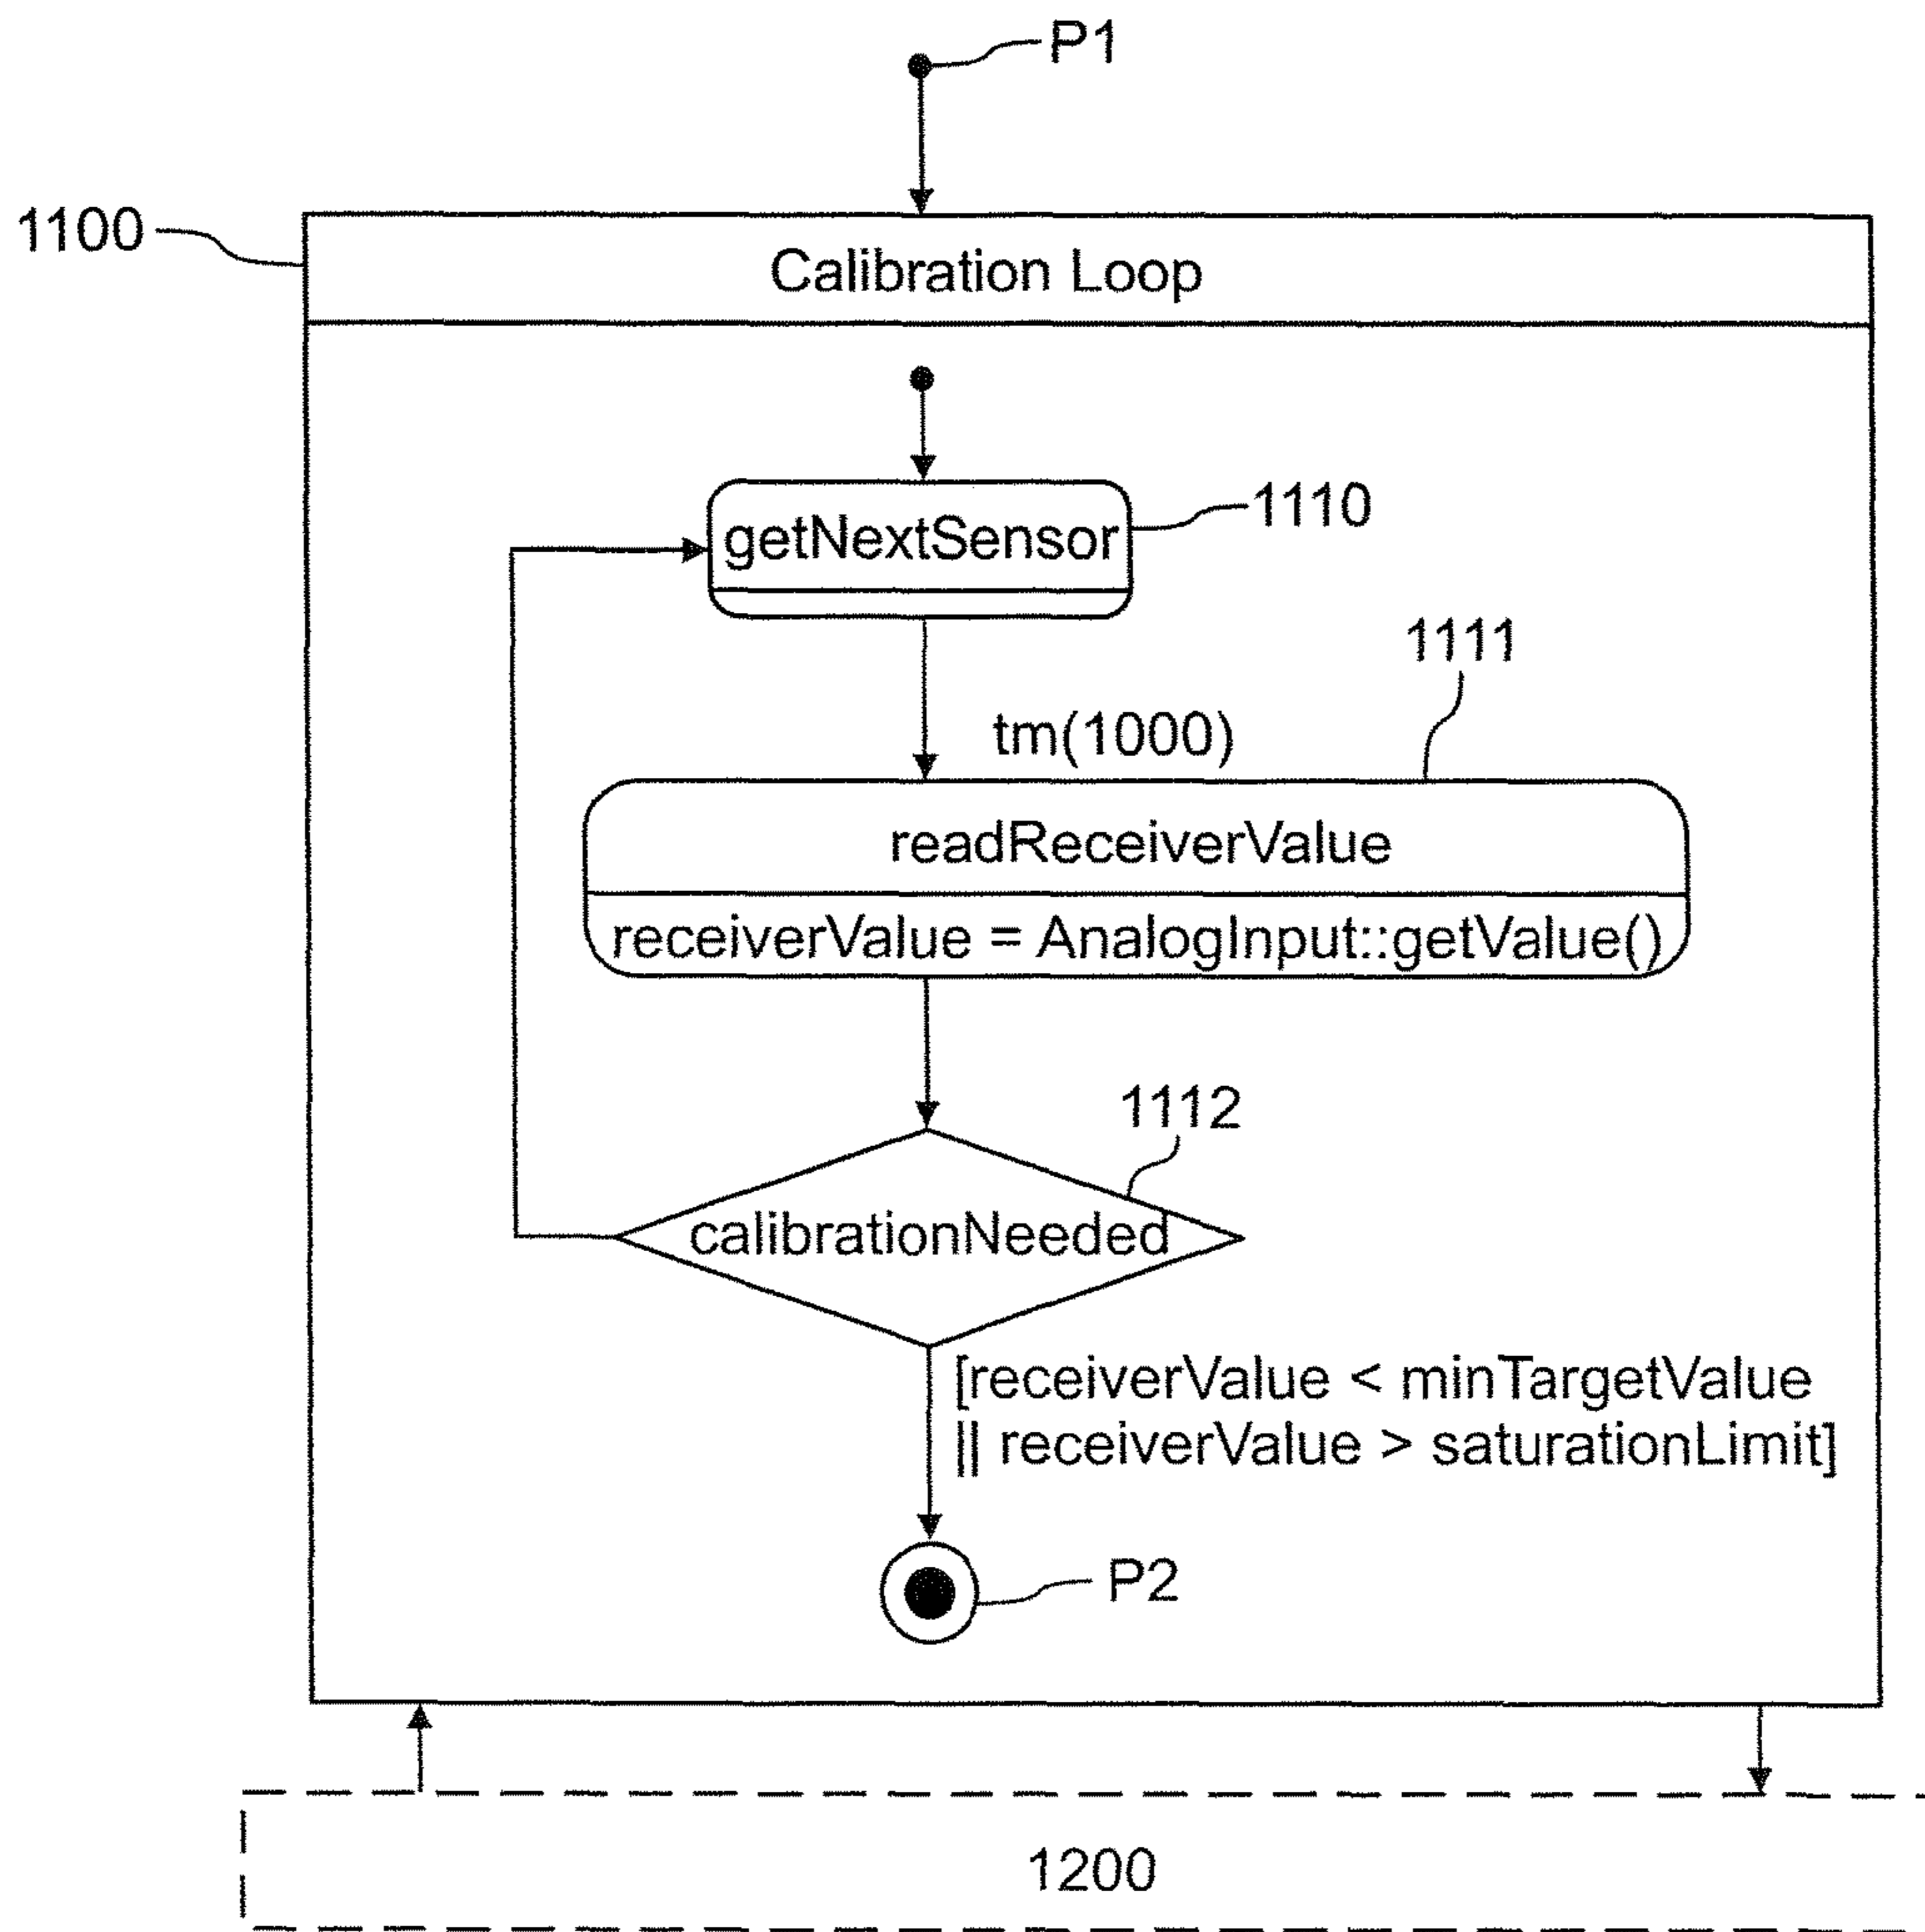 P1
1100
Calibration Loop
getNextSensor
1110
1111
tm(1000)
readReceiverValue
receiverValue = AnalogInput::getValue()
1112
calibrationNeeded
[receiverValue < minTargetValue
|| receiverValue > saturationLimit]
P2
1200